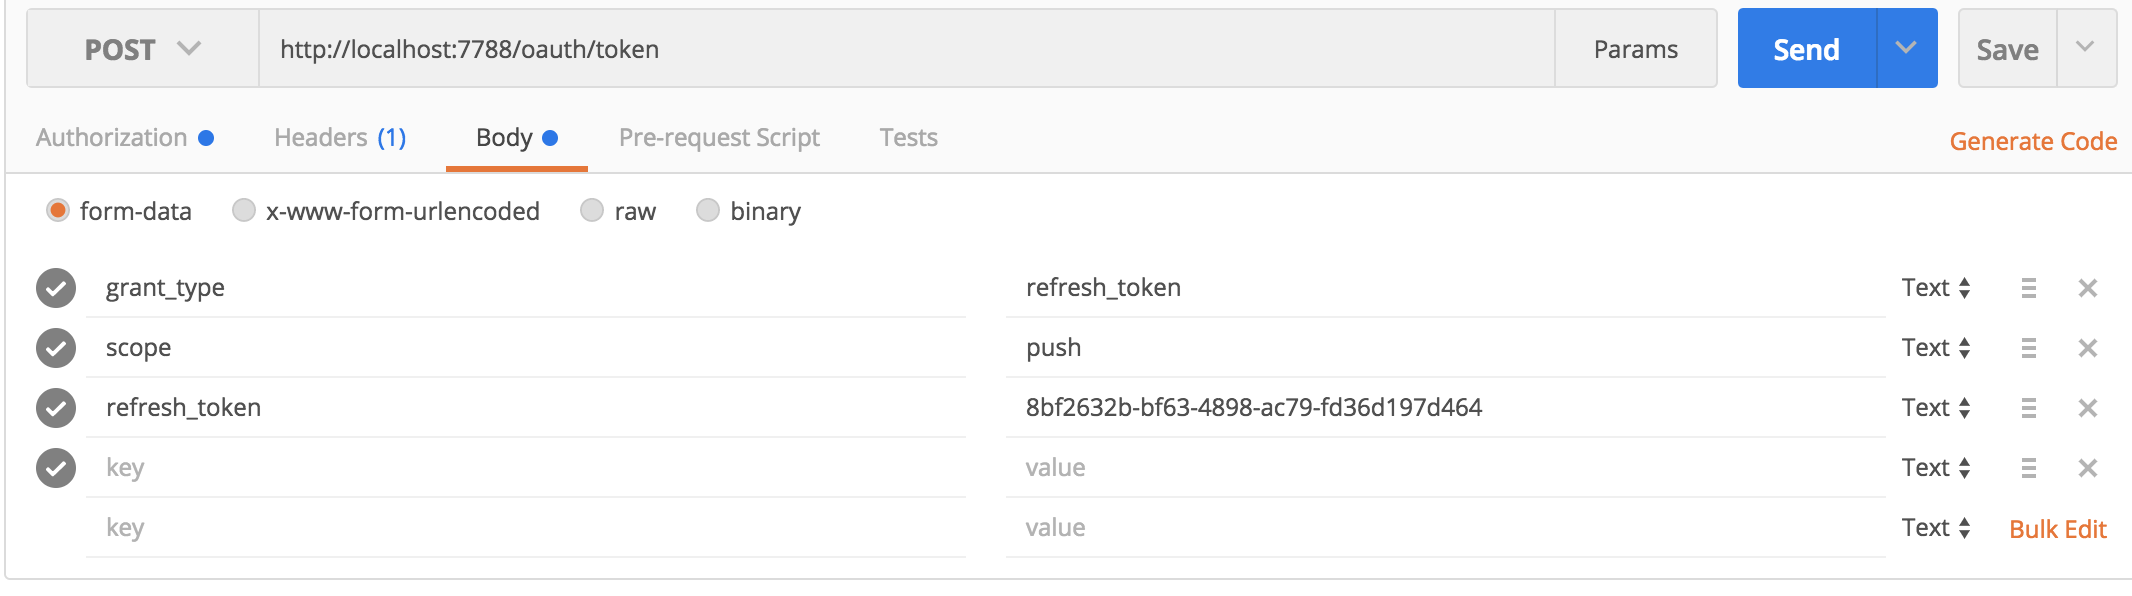 POST http://localhost:7788/oauth/token Params Send Save
Authorization Headers (1) Body Pre-request Script Tests Generate Code
form-data x-www-form-urlencoded raw binary
grant_type refresh_token Text
scope push Text
refresh_token 8bf2632b-bf63-4898-ac79-fd36d197d464 Text
key value Text
key value Text Bulk Edit